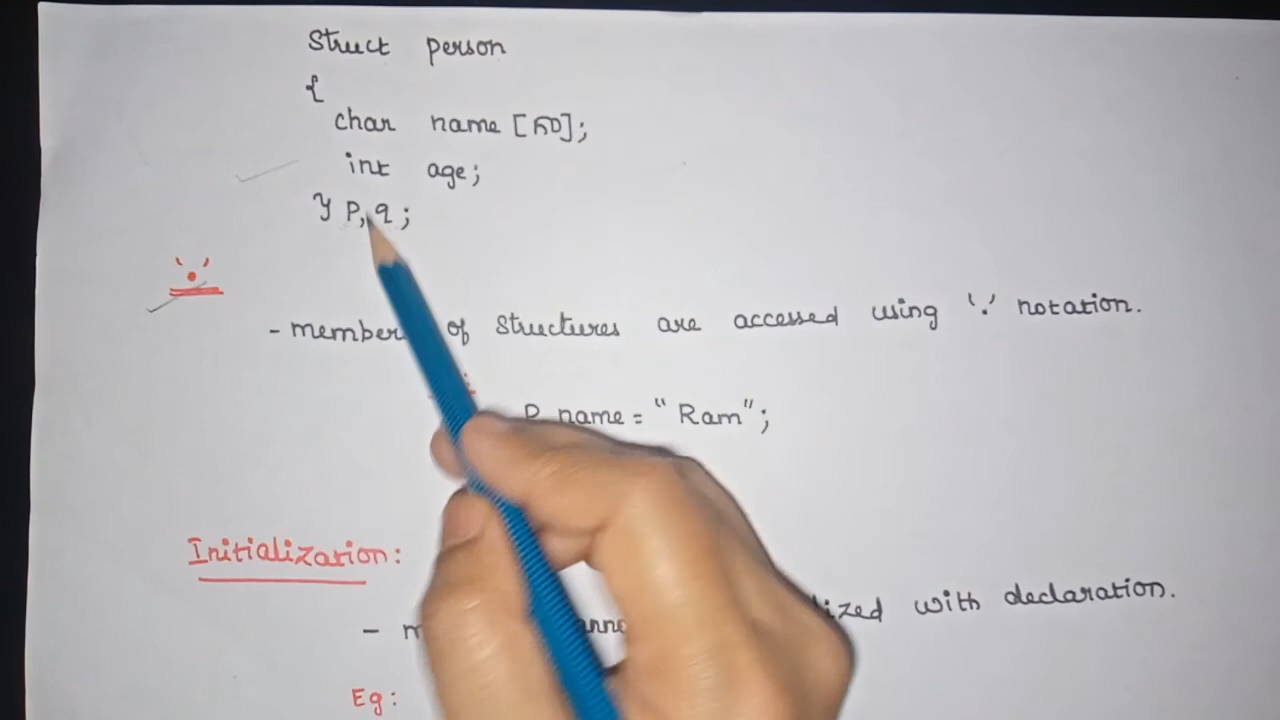 Struct person
{
char name [50];
int age;
} P, q;
'.'
- member of structures are accessed using '.' notation.
P name = "Ram";
Initialization:
- with declaration.
Eg: